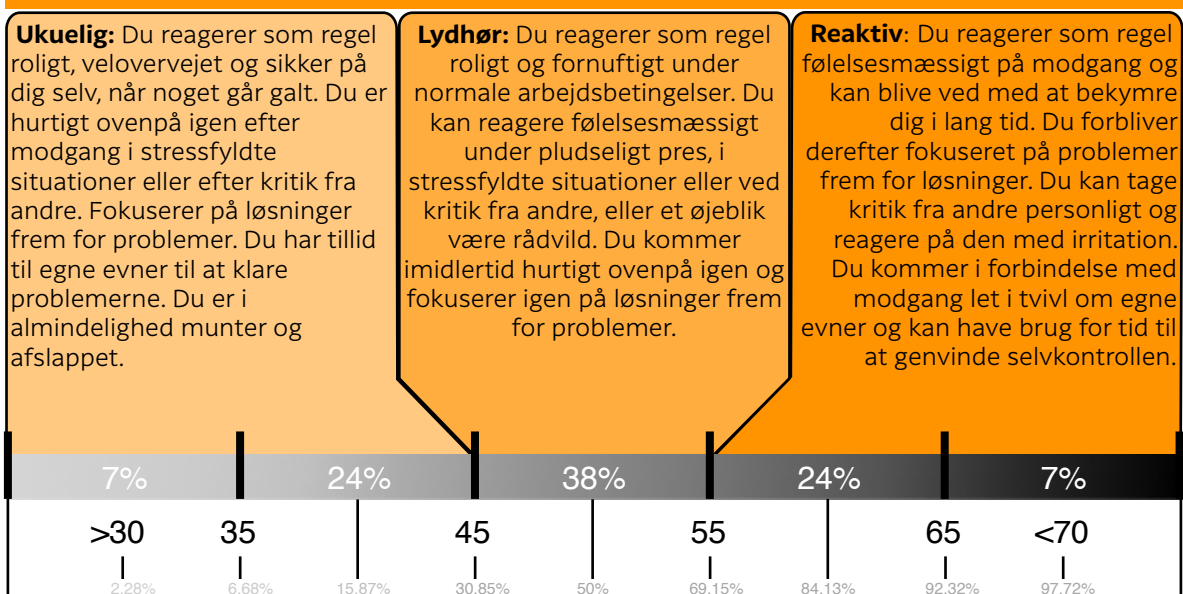 Ukuelig: Du reagerer som regel
roligt, velovervejet og sikker på
dig selv, når noget går galt. Du er
hurtigt ovenpå igen efter
modgang i stressfyldte
situationer eller efter kritik fra
andre. Fokuserer på løsninger
frem for problemer. Du har tillid
til egne evner til at klare
problemerne. Du er i
almindelighed munter og
afslappet.
Lydhør: Du reagerer som regel
roligt og fornuftigt under
normale arbejdsbetingelser. Du
kan reagere følelsesmæssigt
under pludseligt pres, i
stressfyldte situationer eller ved
kritik fra andre, eller et øjeblik
være rådvild. Du kommer
imidlertid hurtigt ovenpå igen og
fokuserer igen på løsninger frem
for problemer.
Reaktiv: Du reagerer som regel
følelsesmæssigt på modgang og
kan blive ved med at bekymre
dig i lang tid. Du forbliver
derefter fokuseret på problemer
frem for løsninger. Du kan tage
kritik fra andre personligt og
reagere på den med irritation.
Du kommer i forbindelse med
modgang let i tvivl om egne
evner og kan have brug for tid til
at genvinde selvkontrollen.
7% 24% 38% 24% 7%
>30 35 45 55 65 <70
2.28% 6.68% 15.87% 30.85% 50% 69.15% 84.13% 92.32% 97.72%